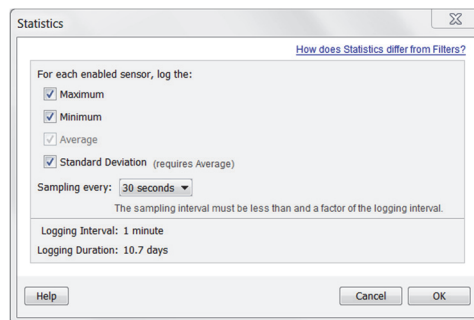 Statistics
How does Statistics differ from Filters?
For each enabled sensor, log the:
Maximum
Minimum
Average
Standard Deviation (requires Average)
Sampling every: 30 seconds
The sampling interval must be less than and a factor of the logging interval.
Logging Interval: 1 minute
Logging Duration: 10.7 days
Help Cancel OK